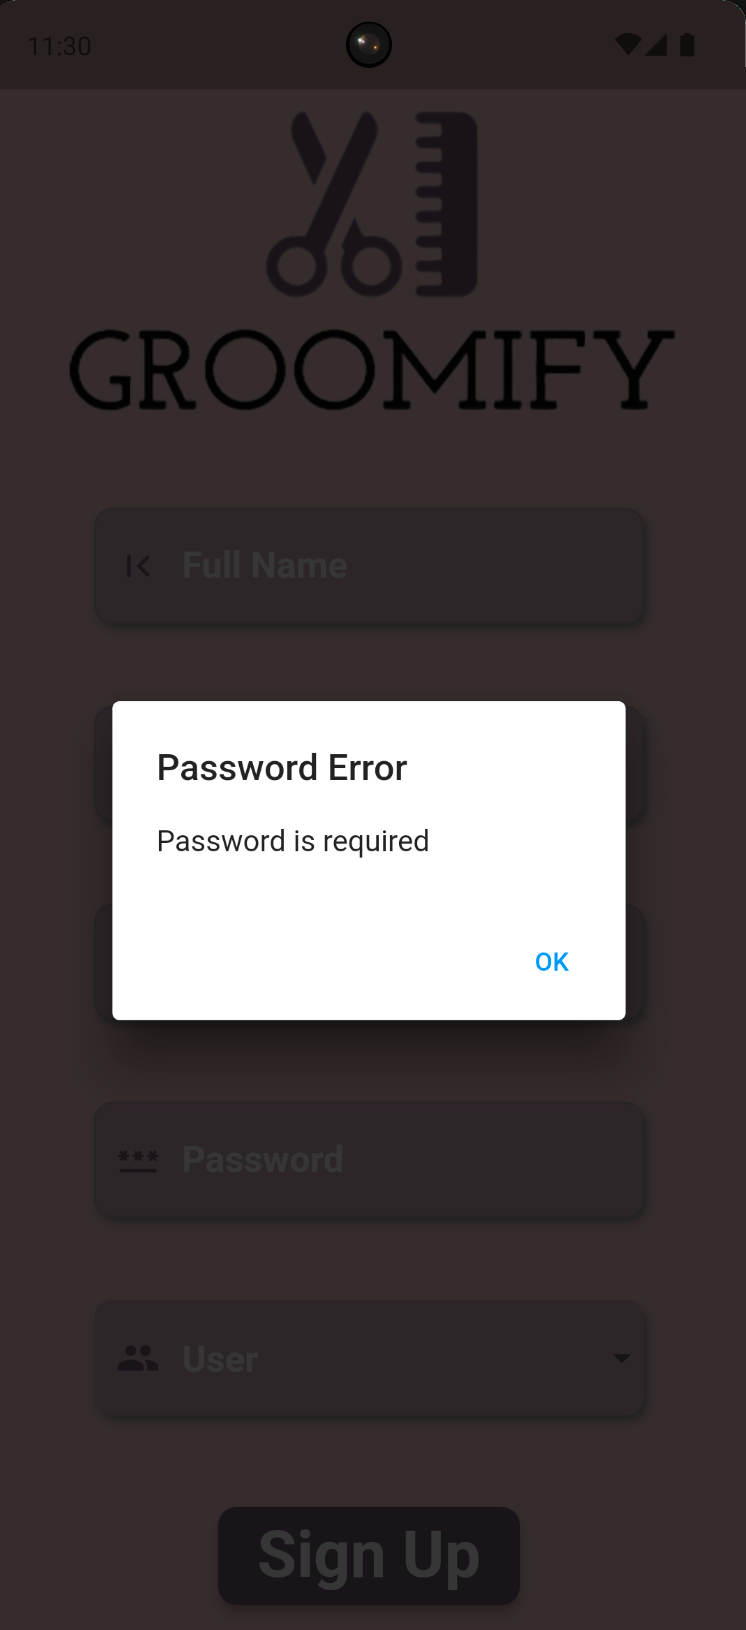 11:30
GROOMIFY
Full Name
Password Error
Password is required
OK
Password
User
Sign Up